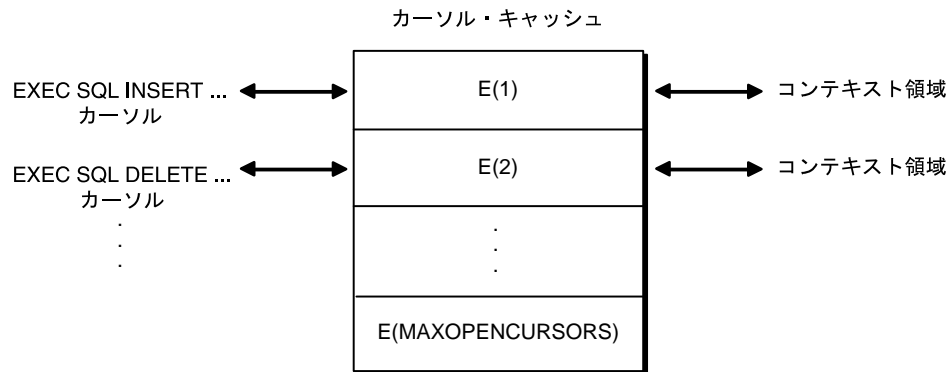 カーソル・キャッシュ
EXEC SQL INSERT ...
カーソル
E(1)
コンテキスト領域
EXEC SQL DELETE ...
カーソル
E(2)
コンテキスト領域
.
.
.
.
.
.
E(MAXOPENCURSORS)